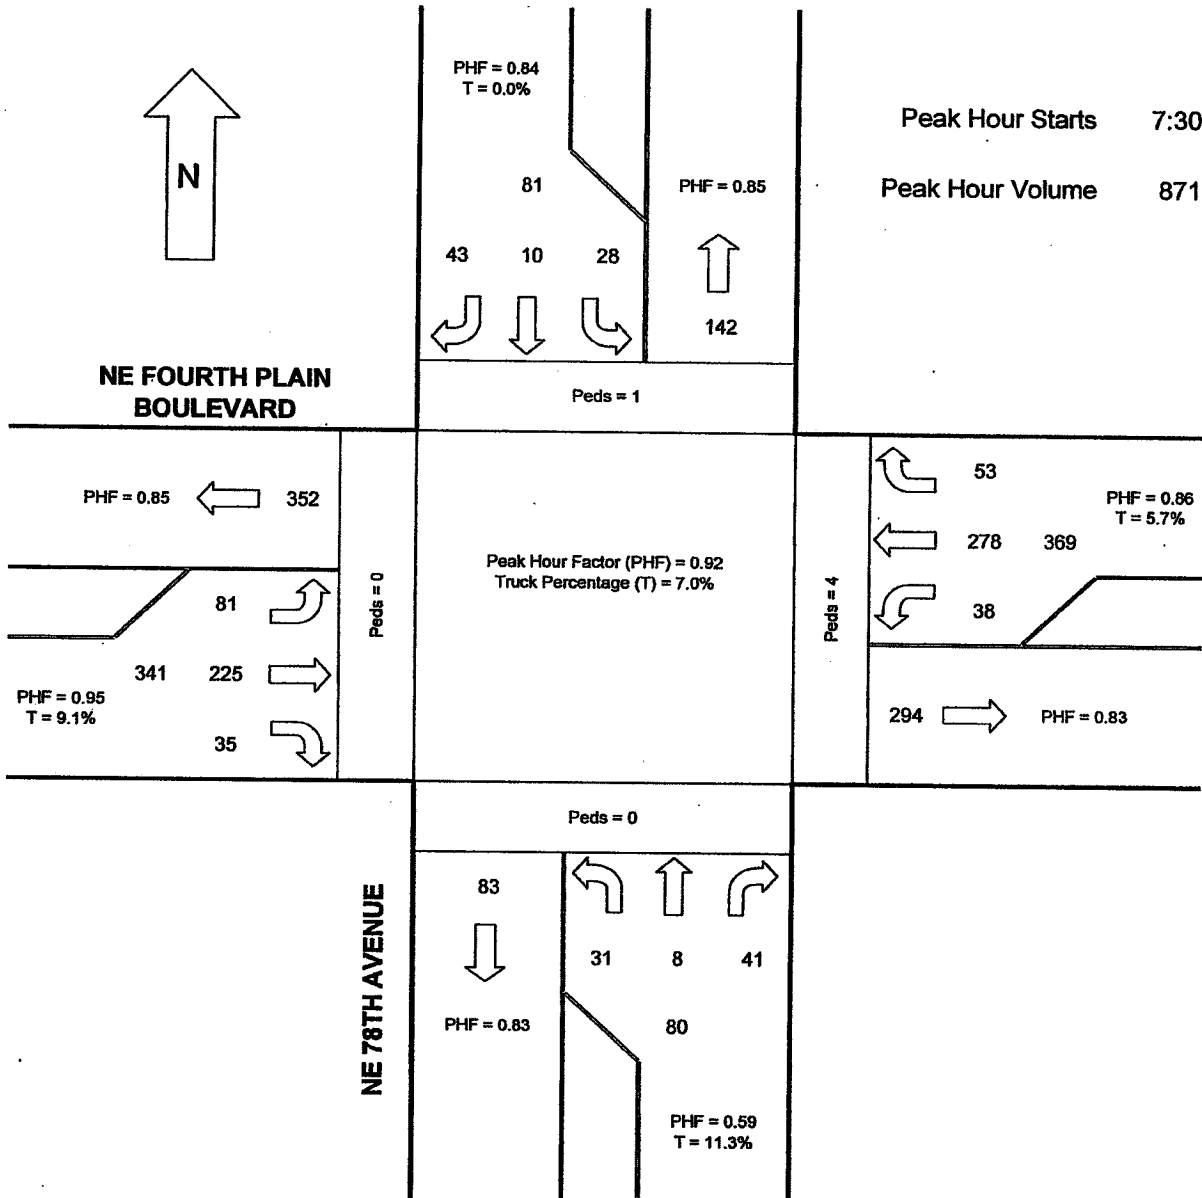 PHF = 0.84
T = 0.0%
Peak Hour Starts 7:30
N
81
PHF = 0.85
Peak Hour Volume 871
43 10 28
142
NE FOURTH PLAIN
BOULEVARD
Peds = 1
PHF = 0.85 352
53
PHF = 0.86
T = 5.7%
278 369
Peak Hour Factor (PHF) = 0.92
Truck Percentage (T) = 7.0%
Peds = 0
Peds = 4
81
38
341 225
PHF = 0.95
T = 9.1%
35
294 PHF = 0.83
Peds = 0
83
NE 78TH AVENUE
31 8 41
PHF = 0.83
80
PHF = 0.59
T = 11.3%